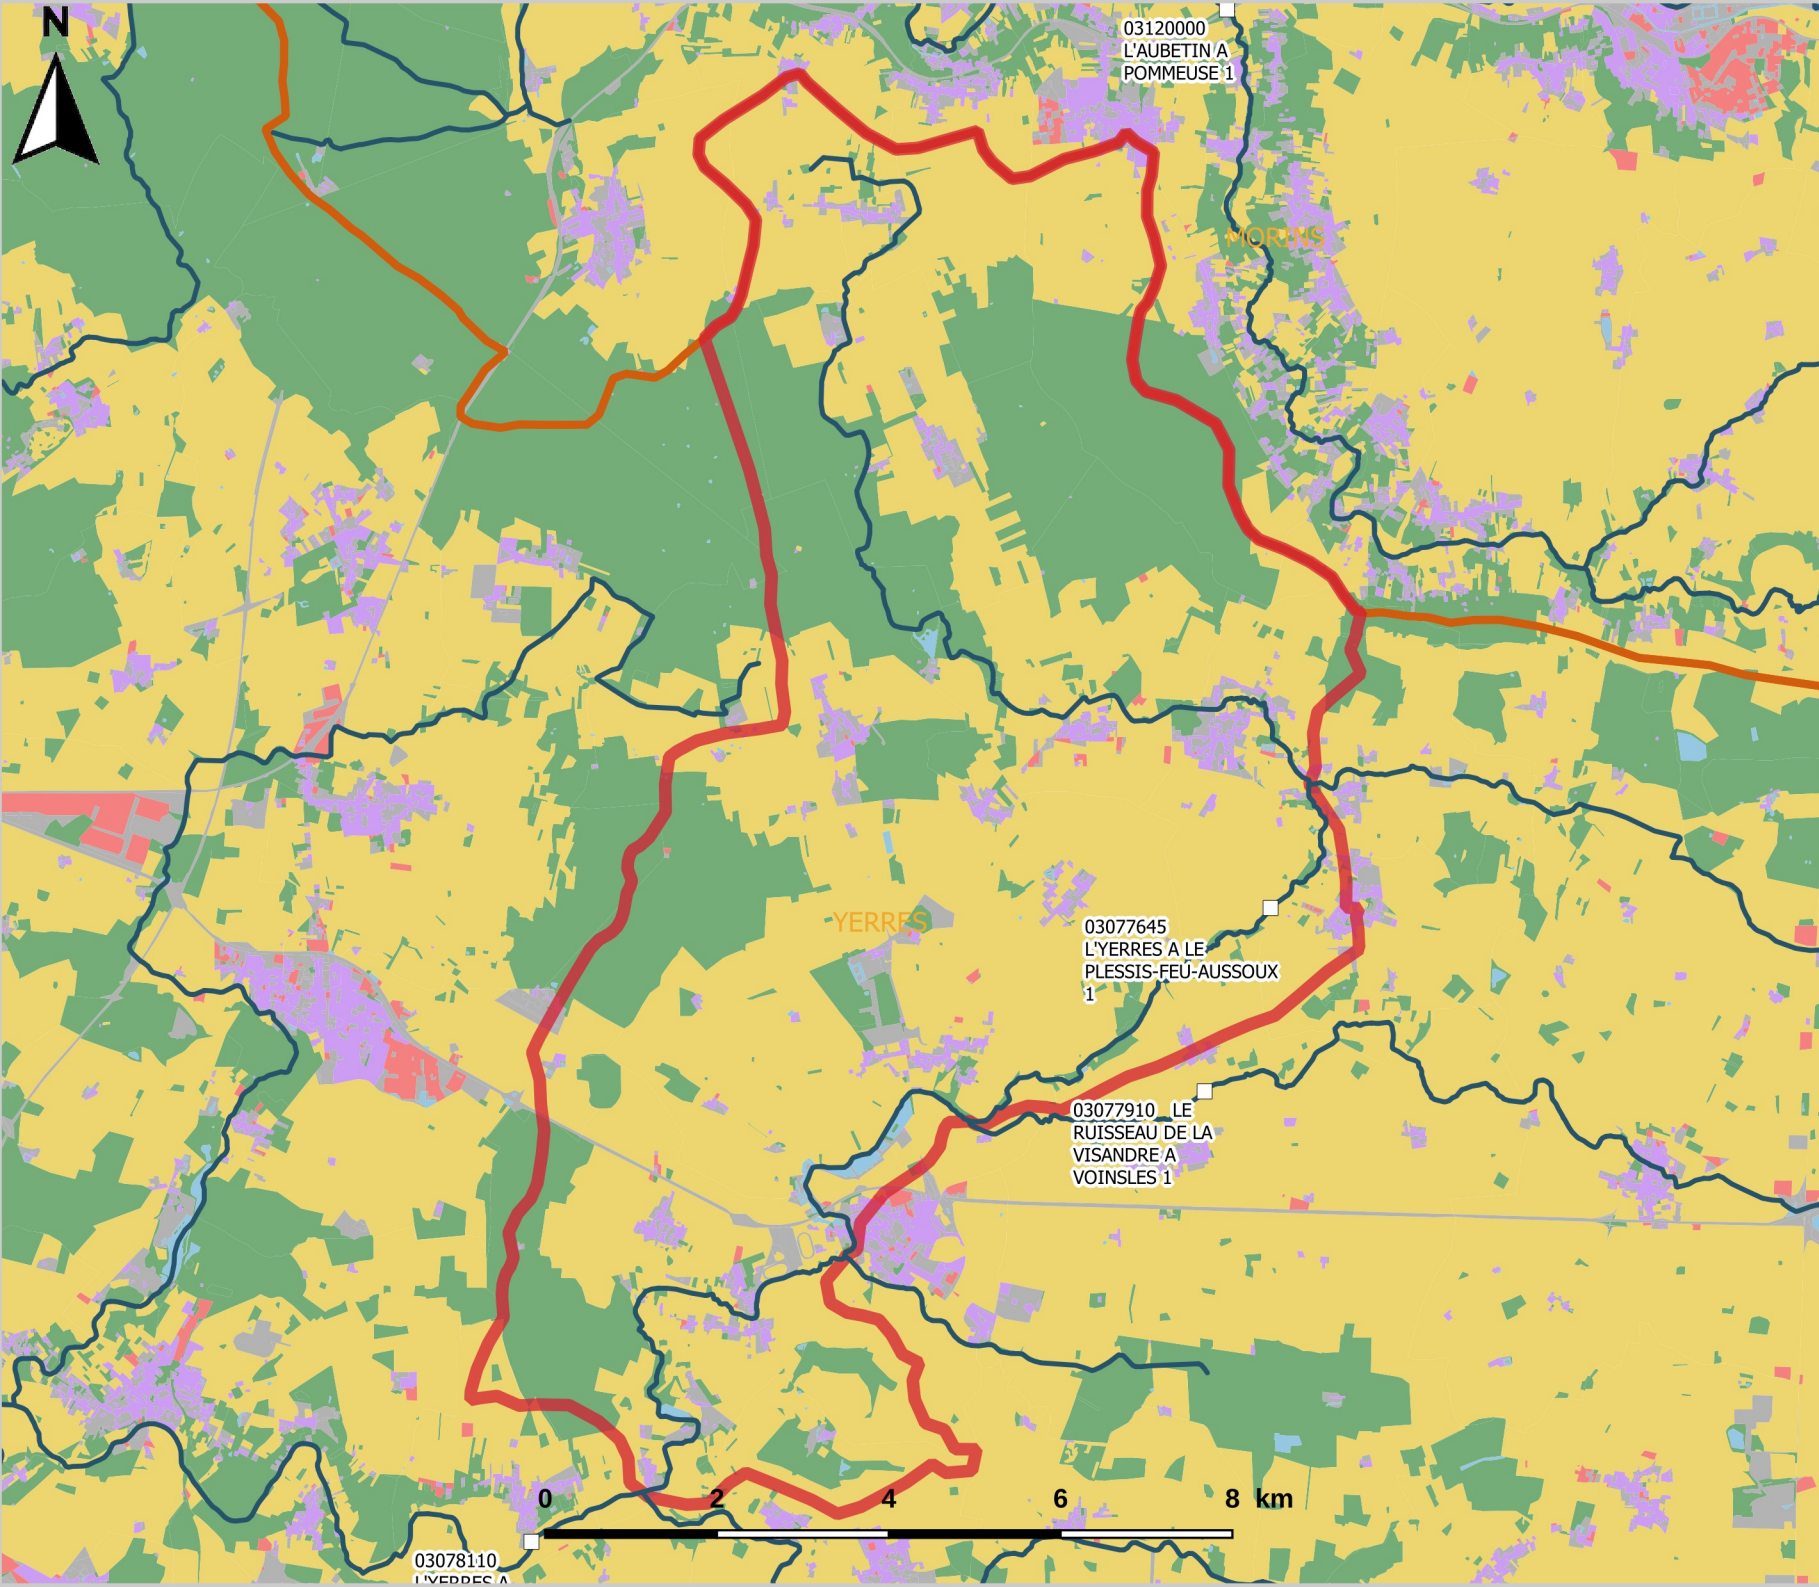 N
03120000
L'AUBETIN A
POMMEUSE 1
MORINS
YERRES
03077645
L'YERRES A LE
PLESSIS-FEU-AUSSOUX
1
03077910 LE
RUISSEAU DE LA
VISANDRE A
VOINSLES 1
0 2 4 6 8 km
03078110
L'YERRES A